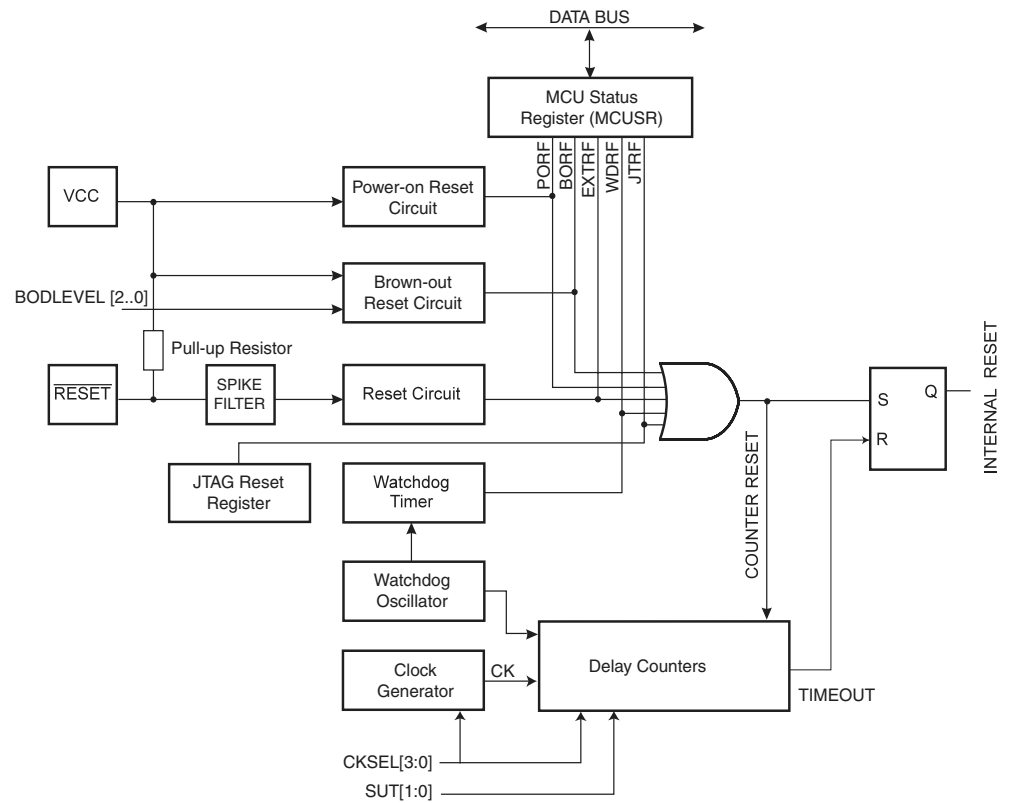 DATA BUS
MCU Status
Register (MCUSR)
PORF
BORF
EXTRF
WDRF
JTRF
VCC
Power-on Reset
Circuit
Brown-out
Reset Circuit
BODLEVEL [2..0]
Pull-up Resistor
RESET
SPIKE
FILTER
Reset Circuit
S
Q
R
INTERNAL RESET
JTAG Reset
Register
Watchdog
Timer
COUNTER RESET
Watchdog
Oscillator
Clock
Generator
CK
Delay Counters
TIMEOUT
CKSEL[3:0]
SUT[1:0]